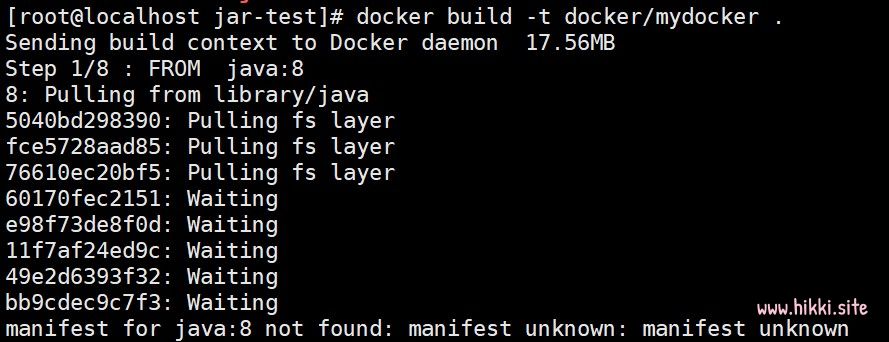 [root@localhost jar-test]# docker build -t docker/mydocker .
Sending build context to Docker daemon  17.56MB
Step 1/8 : FROM  java:8
8: Pulling from library/java
5040bd298390: Pulling fs layer
fce5728aad85: Pulling fs layer
76610ec20bf5: Pulling fs layer
60170fec2151: Waiting
e98f73de8f0d: Waiting
11f7af24ed9c: Waiting
49e2d6393f32: Waiting
bb9cdec9c7f3: Waiting
www.hikki.site
manifest for java:8 not found: manifest unknown: manifest unknown